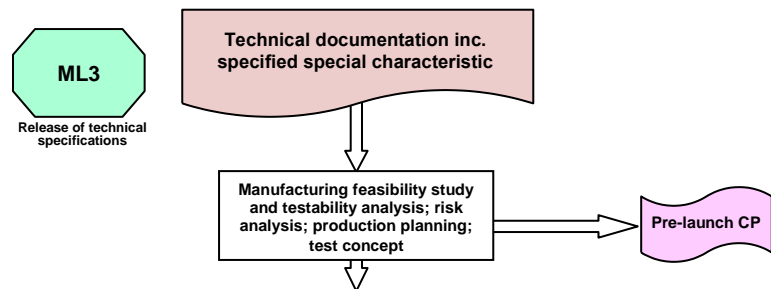 ML3
Release of technical
specifications
Technical documentation inc.
specified special characteristic
Manufacturing feasibility study
and testability analysis; risk
analysis; production planning;
test concept
Pre-launch CP